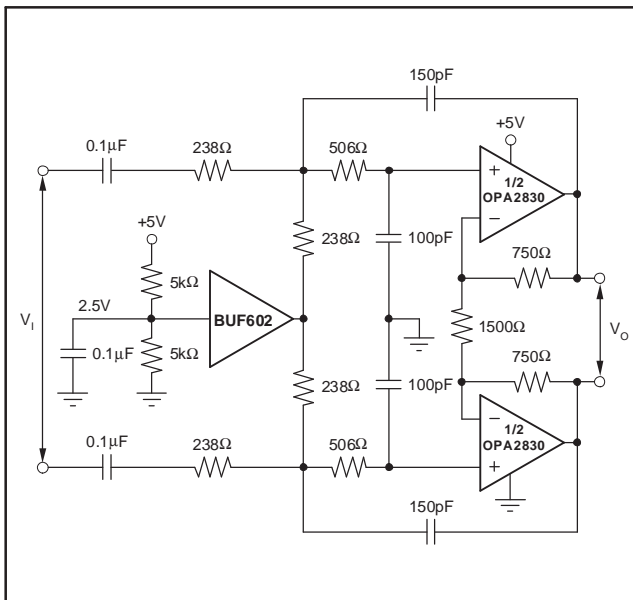 150pF
0.1μF
238Ω
506Ω
+5V
+
1/2
OPA2830
−
+5V
238Ω
100pF
750Ω
5kΩ
2.5V
BUF602
1500Ω
V_I
V_O
0.1μF
5kΩ
238Ω
100pF
750Ω
−
1/2
OPA2830
+
0.1μF
238Ω
506Ω
150pF